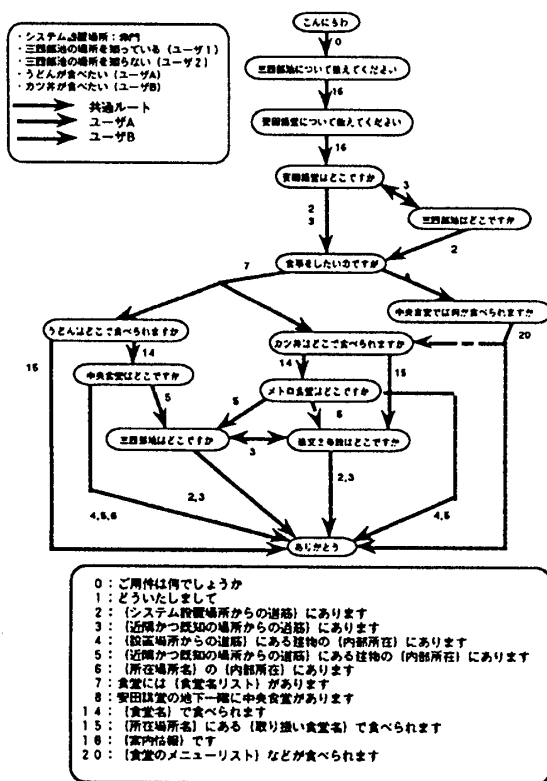 ・システム設置場所:赤門
・三四郎池の場所を知っている(ユーザ1)
・三四郎池の場所を知らない(ユーザ2)
・うどんが食べたい(ユーザA)
・カツ丼が食べたい(ユーザB)
共通ルート
ユーザA
ユーザB
こんにちわ
0
三四郎池について教えてください
16
安田講堂について教えてください
16
安田講堂はどこですか
3
2
3
三四郎池はどこですか
2
食事をしたいのですが
7
中央食堂では何が食べられますか
20
うどんはどこで食べられますか
カツ丼はどこで食べられますか
15
14
14
15
中央食堂はどこですか
メトロ食堂はどこですか
5
5
6
三四郎池はどこですか
3
法文2号館はどこですか
2,3
2,3
4,5,6
4,5
ありがとう
0:ご用件は何でしょうか
1:どういたしまして
2:{システム設置場所からの道筋}にあります
3:{近隣かつ既知の場所からの道筋}にあります
4:{設置場所からの道筋}にある建物の{内部所在}にあります
5:{近隣かつ既知の場所からの道筋}にある建物の{内部所在}にあります
6:{所在場所名}の{内部所在}にあります
7:食堂には{食堂名リスト}があります
8:安田講堂の地下一階に中央食堂があります
14:{食堂名}で食べられます
15:{所在場所名}にある{取り扱い食堂名}で食べられます
16:{案内情報}です
20:{食堂のメニューリスト}などが食べられます